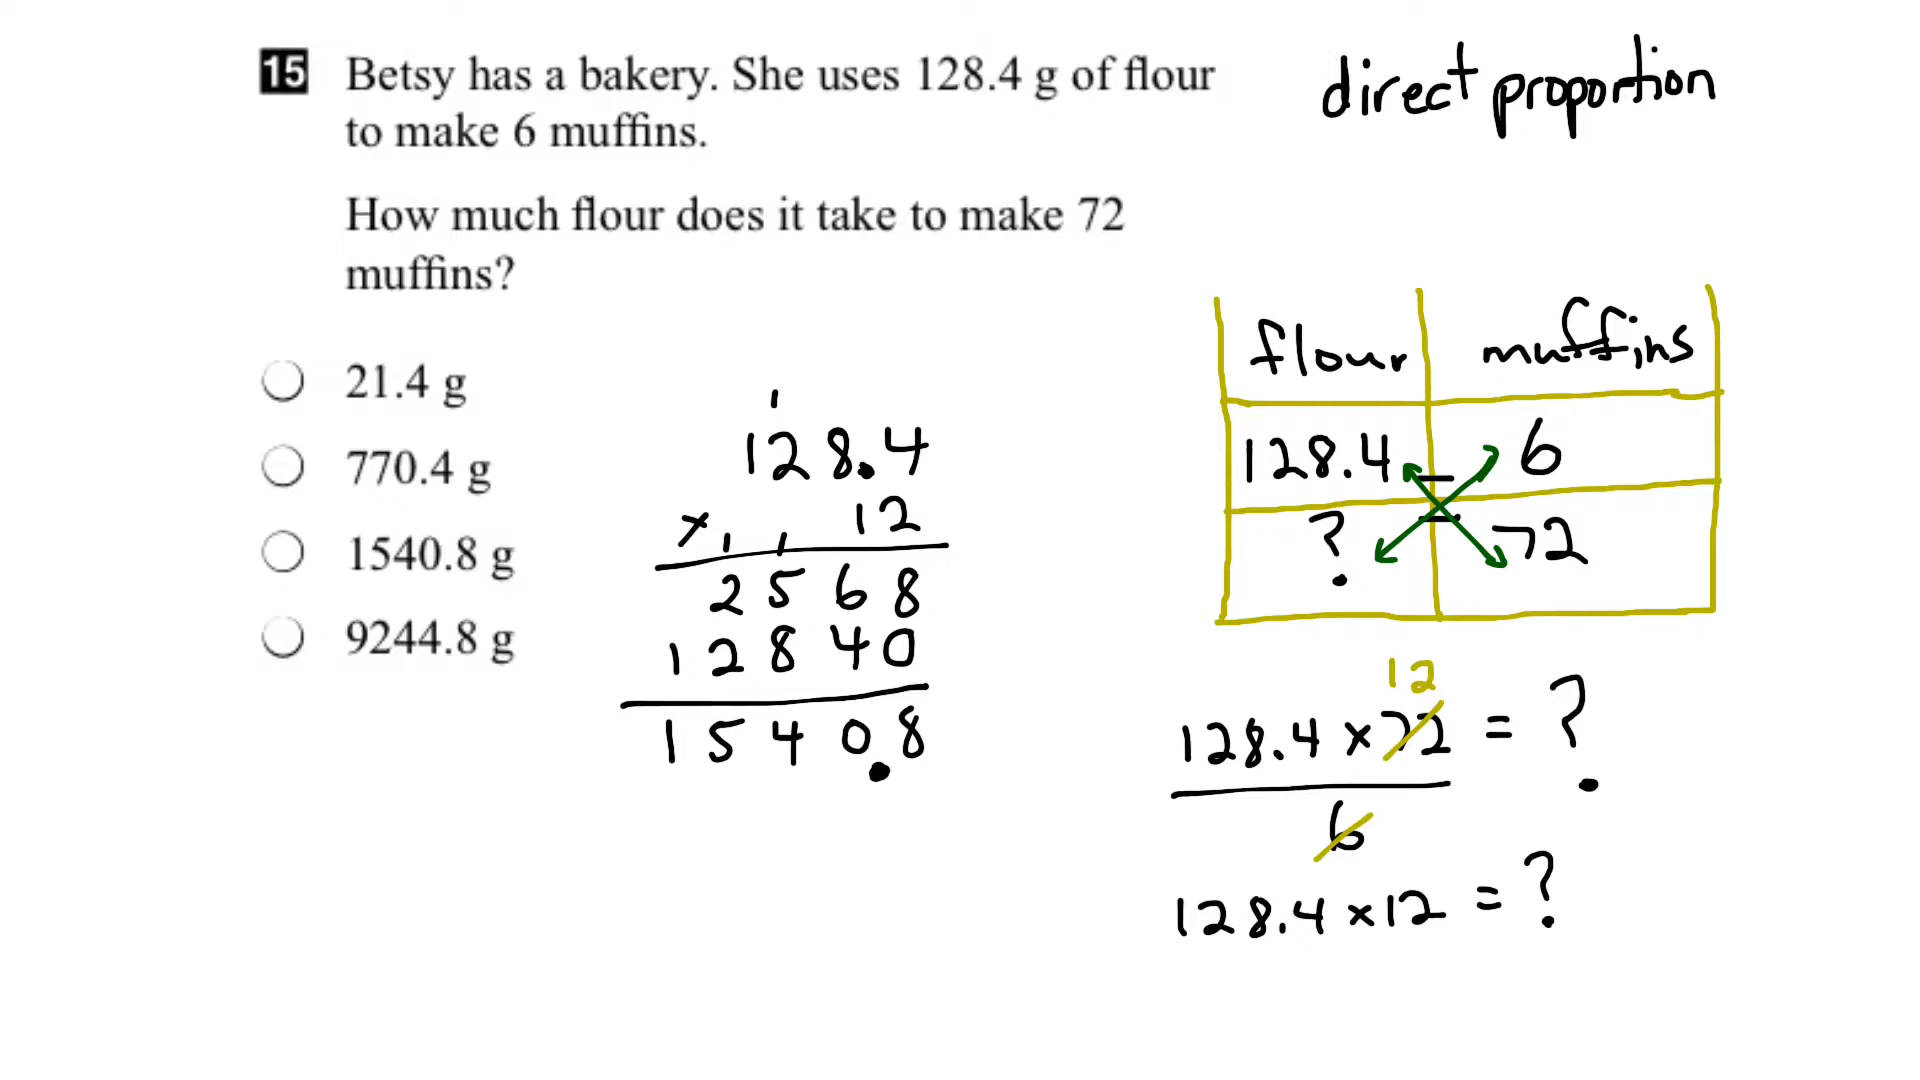 15 Betsy has a bakery. She uses 128.4 g of flour
to make 6 muffins.
How much flour does it take to make 72
muffins?
21.4 g
770.4 g
1540.8 g
9244.8 g
1
128.4
× 12
1 1
2568
12840
1540.8
direct proportion
flour muffins
128.4 = 6
? 72
12
128.4 × 72 = ?
6
128.4 × 12 = ?